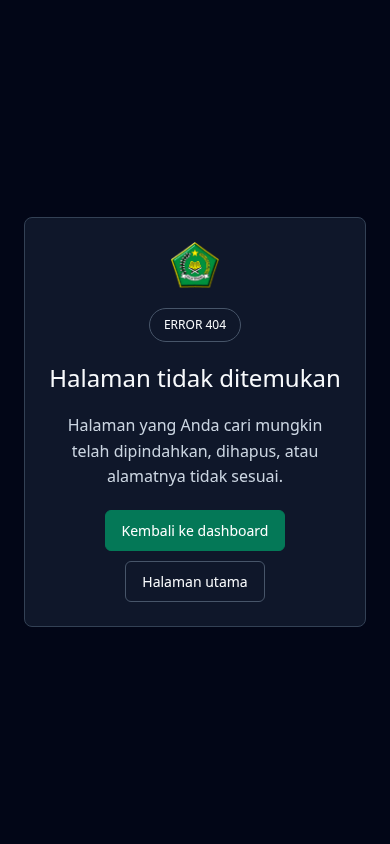 ERROR 404
Halaman tidak ditemukan
Halaman yang Anda cari mungkin
telah dipindahkan, dihapus, atau
alamatnya tidak sesuai.
Kembali ke dashboard
Halaman utama